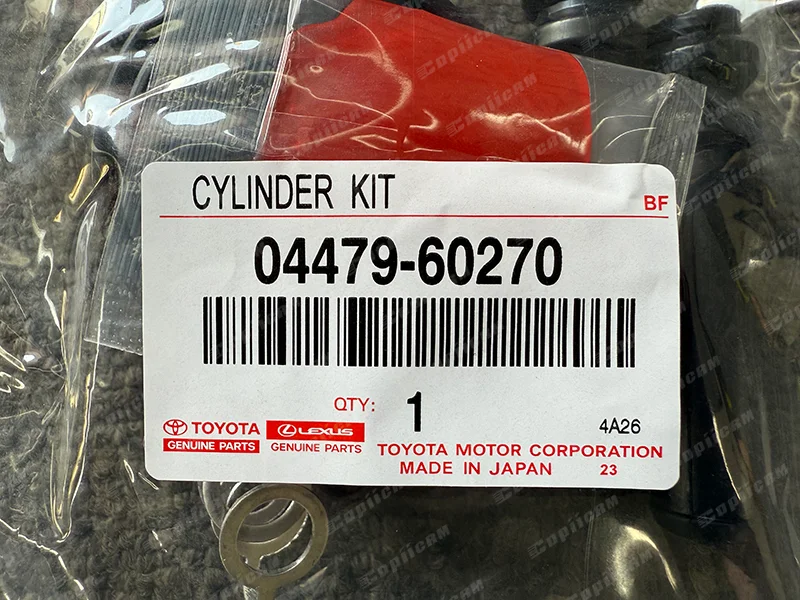 CYLINDER KIT
BF
04479-60270
QTY: 1
4A26
TOYOTA
GENUINE PARTS
LEXUS
GENUINE PARTS
TOYOTA MOTOR CORPORATION
MADE IN JAPAN 23
CopiiCam